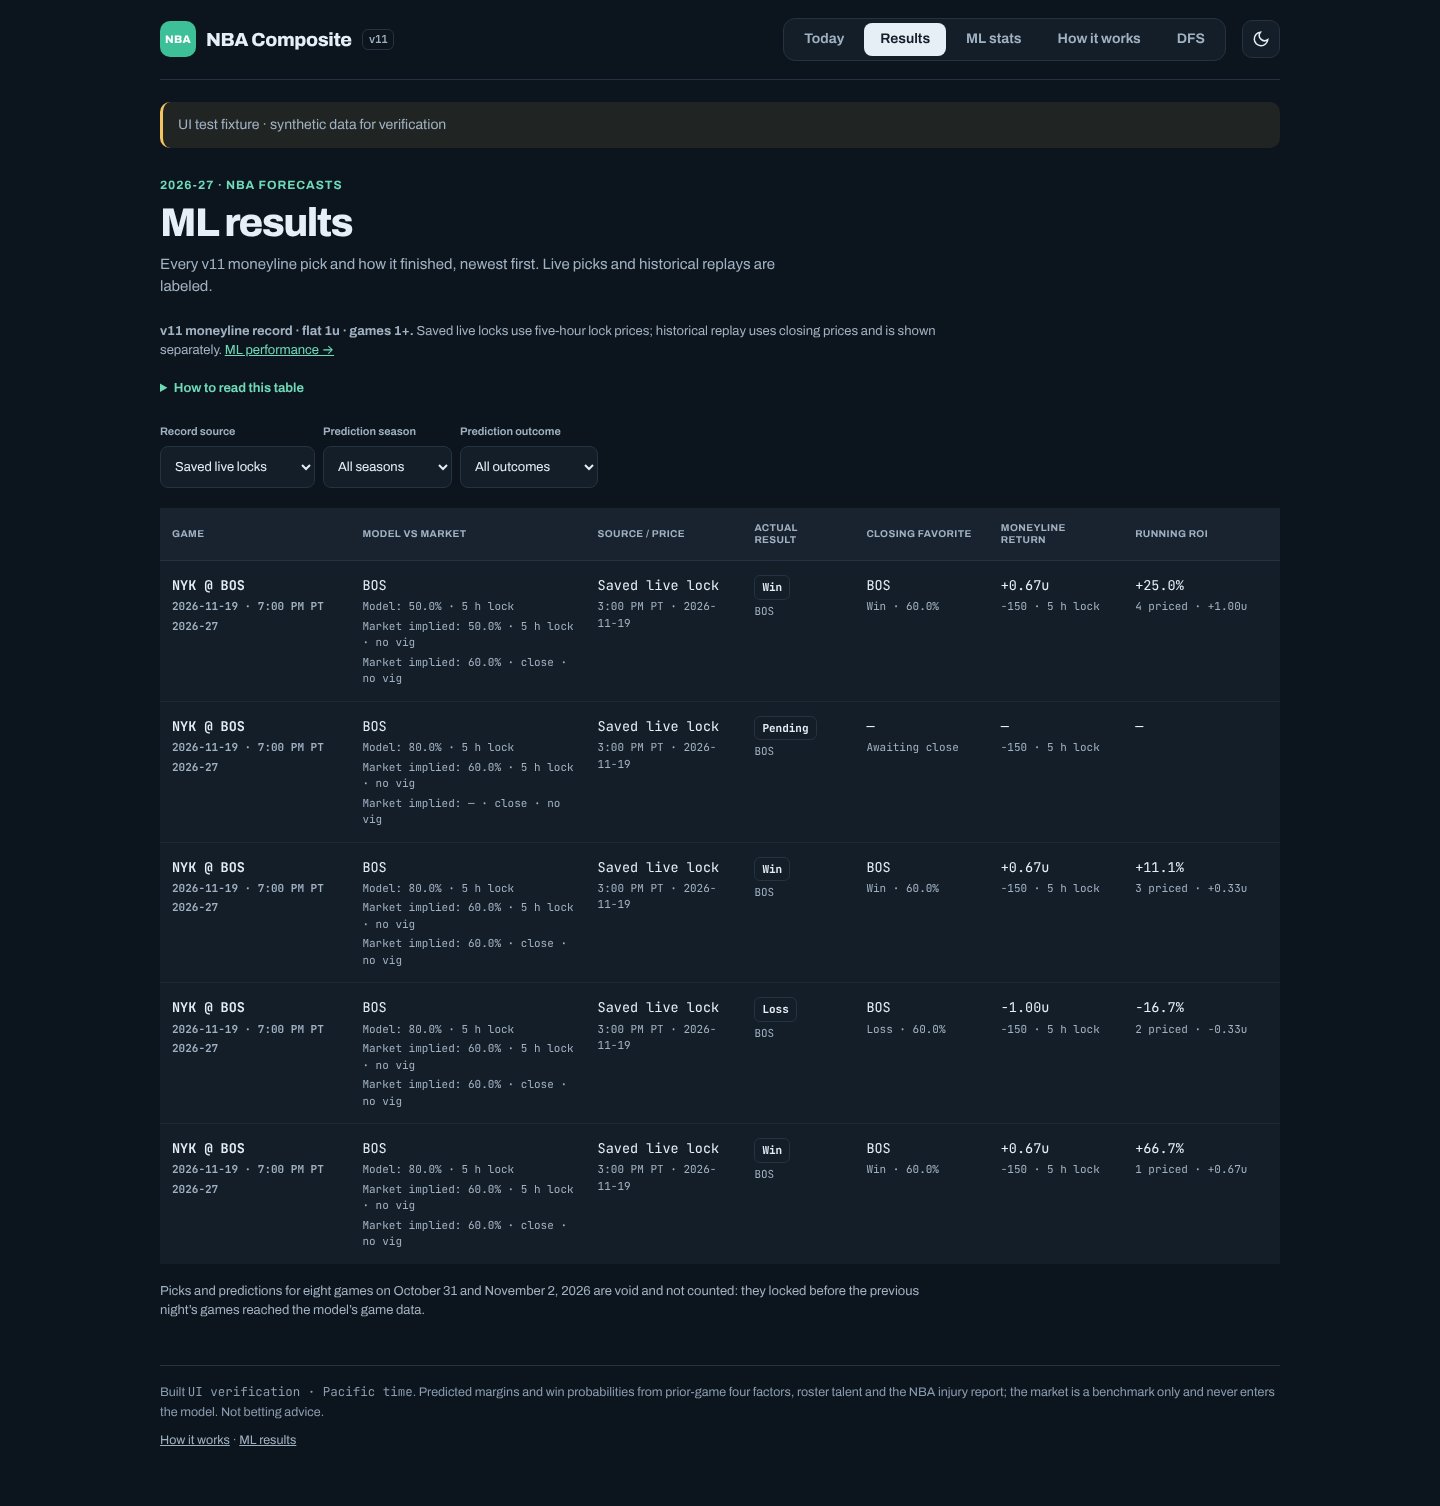 NBA NBA Composite v11 Today Results ML stats How it works DFS
UI test fixture · synthetic data for verification
2026-27 · NBA FORECASTS
ML results
Every v11 moneyline pick and how it finished, newest first. Live picks and historical replays are
labeled.
v11 moneyline record · flat 1u · games 1+. Saved live locks use five-hour lock prices; historical replay uses closing prices and is shown
separately. ML performance →
▶ How to read this table
Record source Prediction season Prediction outcome
Saved live locks All seasons All outcomes
GAME MODEL VS MARKET SOURCE / PRICE ACTUAL RESULT CLOSING FAVORITE MONEYLINE RETURN RUNNING ROI
NYK @ BOS BOS Saved live lock Win BOS +0.67u +25.0%
2026-11-19 · 7:00 PM PT Model: 50.0% · 5 h lock 3:00 PM PT · 2026- BOS Win · 60.0% -150 · 5 h lock 4 priced · +1.00u
2026-27 Market implied: 50.0% · 5 h lock 11-19
· no vig
Market implied: 60.0% · close ·
no vig
NYK @ BOS BOS Saved live lock Pending — — —
2026-11-19 · 7:00 PM PT Model: 80.0% · 5 h lock 3:00 PM PT · 2026- BOS Awaiting close -150 · 5 h lock
2026-27 Market implied: 60.0% · 5 h lock 11-19
· no vig
Market implied: — · close · no
vig
NYK @ BOS BOS Saved live lock Win BOS +0.67u +11.1%
2026-11-19 · 7:00 PM PT Model: 80.0% · 5 h lock 3:00 PM PT · 2026- BOS Win · 60.0% -150 · 5 h lock 3 priced · +0.33u
2026-27 Market implied: 60.0% · 5 h lock 11-19
· no vig
Market implied: 60.0% · close ·
no vig
NYK @ BOS BOS Saved live lock Loss BOS -1.00u -16.7%
2026-11-19 · 7:00 PM PT Model: 80.0% · 5 h lock 3:00 PM PT · 2026- BOS Loss · 60.0% -150 · 5 h lock 2 priced · -0.33u
2026-27 Market implied: 60.0% · 5 h lock 11-19
· no vig
Market implied: 60.0% · close ·
no vig
NYK @ BOS BOS Saved live lock Win BOS +0.67u +66.7%
2026-11-19 · 7:00 PM PT Model: 80.0% · 5 h lock 3:00 PM PT · 2026- BOS Win · 60.0% -150 · 5 h lock 1 priced · +0.67u
2026-27 Market implied: 60.0% · 5 h lock 11-19
· no vig
Market implied: 60.0% · close ·
no vig
Picks and predictions for eight games on October 31 and November 2, 2026 are void and not counted: they locked before the previous
night's games reached the model's game data.
Built UI verification · Pacific time. Predicted margins and win probabilities from prior-game four factors, roster talent and the NBA injury report; the market is a benchmark only and never enters
the model. Not betting advice.
How it works · ML results